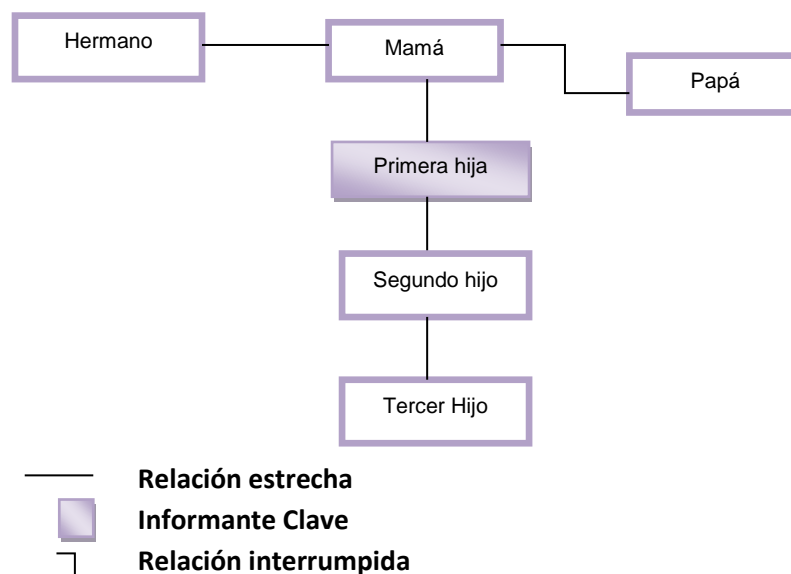 Hermano
Mamá
Papá
Primera hija
Segundo hijo
Tercer Hijo
Relación estrecha
Informante Clave
Relación interrumpida